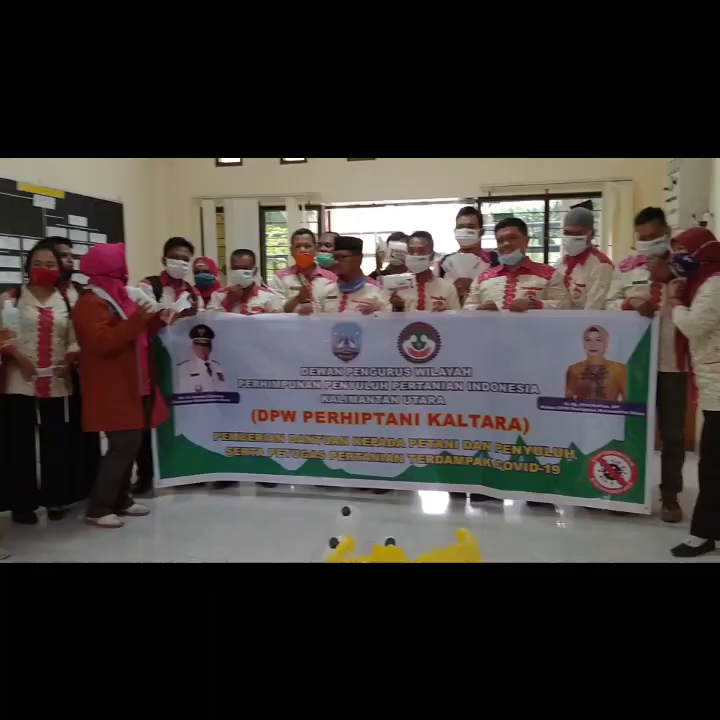 DEWAN PENGURUS WILAYAH
PERHIMPUNAN PENYULUH PERTANIAN INDONESIA
KALIMANTAN UTARA
(DPW PERHIPTANI KALTARA)
PEMBERIAN BANTUAN KEPADA PETANI DAN PENYULUH
SERTA PETUGAS PERTANIAN TERDAMPAK COVID-19